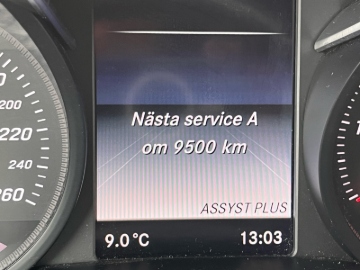 Nästa service A
om 9500 km
ASSYST PLUS
9.0 °C 13:03
200
220
240
260